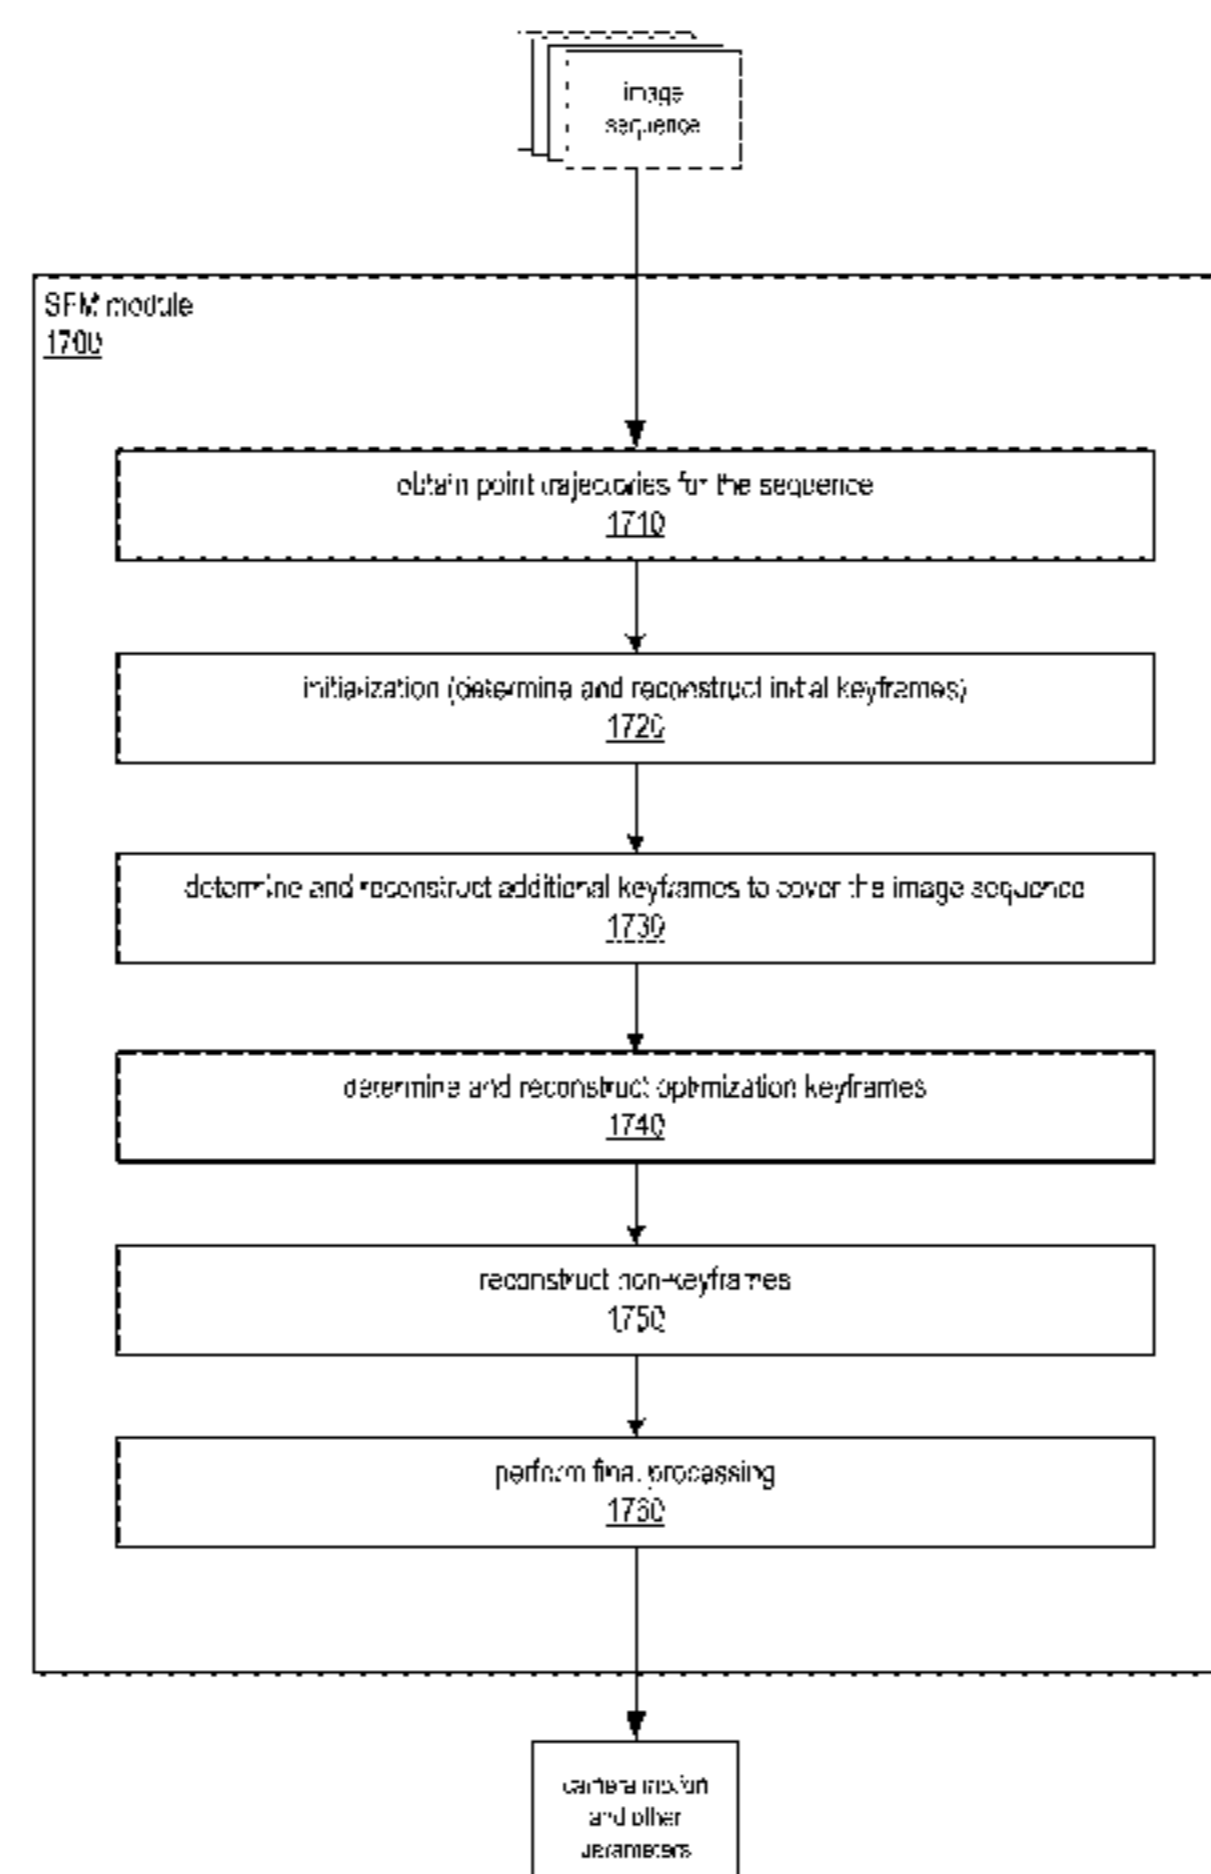 image
sequence
SFM module
1700
obtain point trajectories for the sequence
1710
initialization (determine and reconstruct initial keyframes)
1720
determine and reconstruct additional keyframes to cover the image sequence
1730
determine and reconstruct optimization keyframes
1740
reconstruct non-keyframes
1750
perform final processing
1760
camera motion
and other
parameters